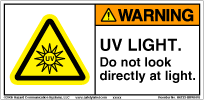 WARNING
UV
UV LIGHT.
Do not look
directly at light.